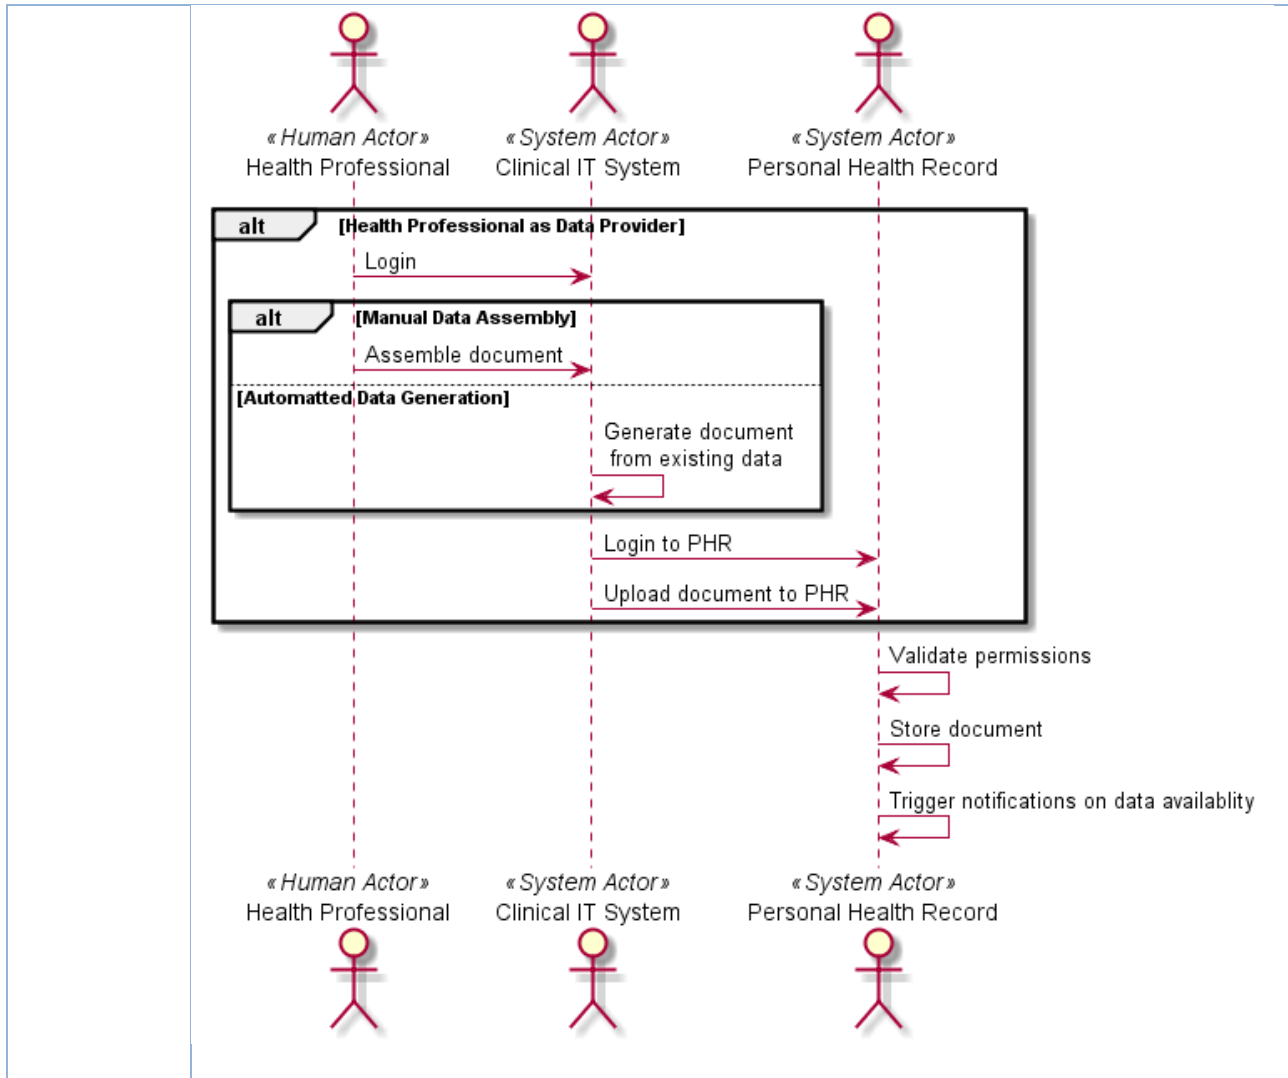 «Human Actor»
Health Professional
«System Actor»
Clinical IT System
«System Actor»
Personal Health Record
alt
[Health Professional as Data Provider]
Login
alt
[Manual Data Assembly]
Assemble document
[Automatted Data Generation]
Generate document
from existing data
Login to PHR
Upload document to PHR
Validate permissions
Store document
Trigger notifications on data availablity
«Human Actor»
Health Professional
«System Actor»
Clinical IT System
«System Actor»
Personal Health Record